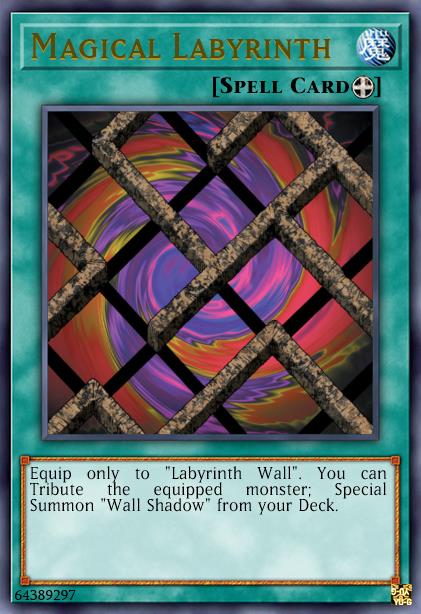 Magical Labyrinth
魔
[Spell Card]
Equip only to "Labyrinth Wall". You can
Tribute the equipped monster; Special
Summon "Wall Shadow" from your Deck.
64389297